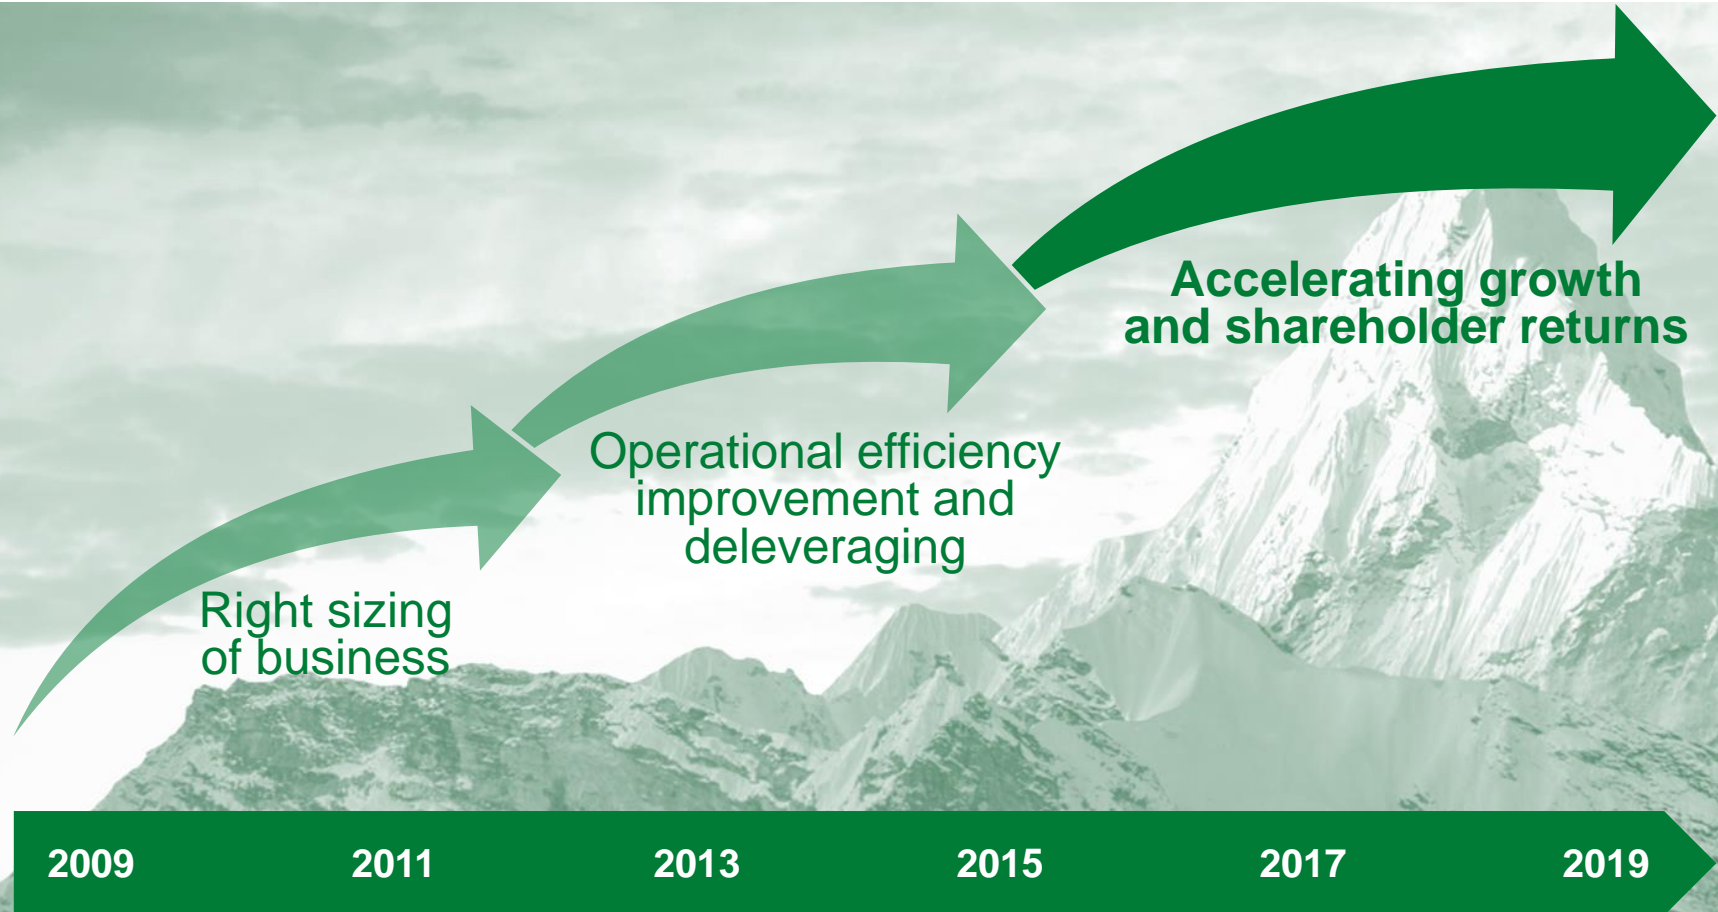 Accelerating growth
and shareholder returns
Operational efficiency
improvement and
deleveraging
Right sizing
of business
2009 2011 2013 2015 2017 2019